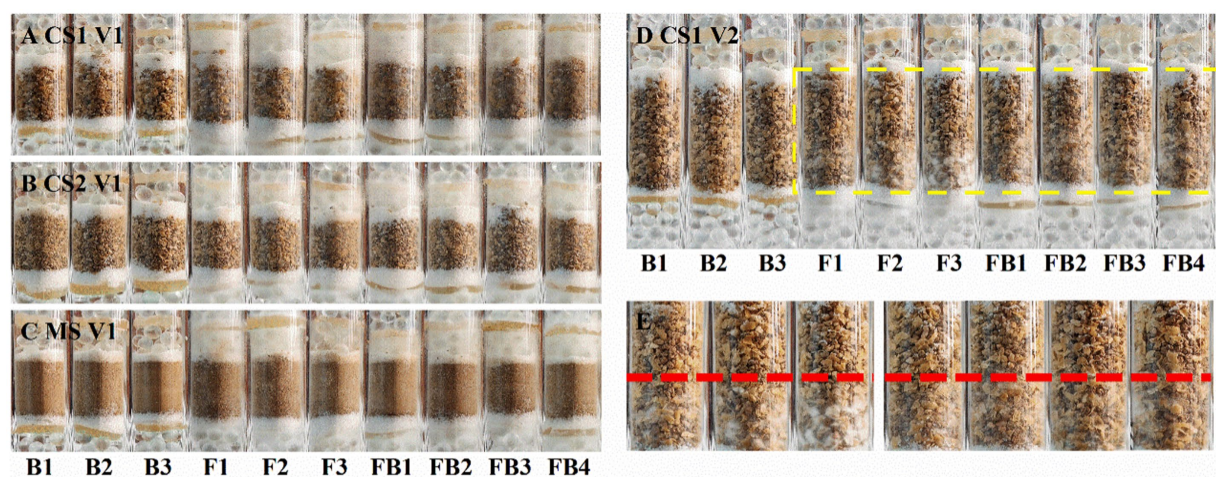 A CS1 V1
B CS2 V1
C MS V1
B1 B2 B3 F1 F2 F3 FB1 FB2 FB3 FB4
D CS1 V2
B1 B2 B3 F1 F2 F3 FB1 FB2 FB3 FB4
E